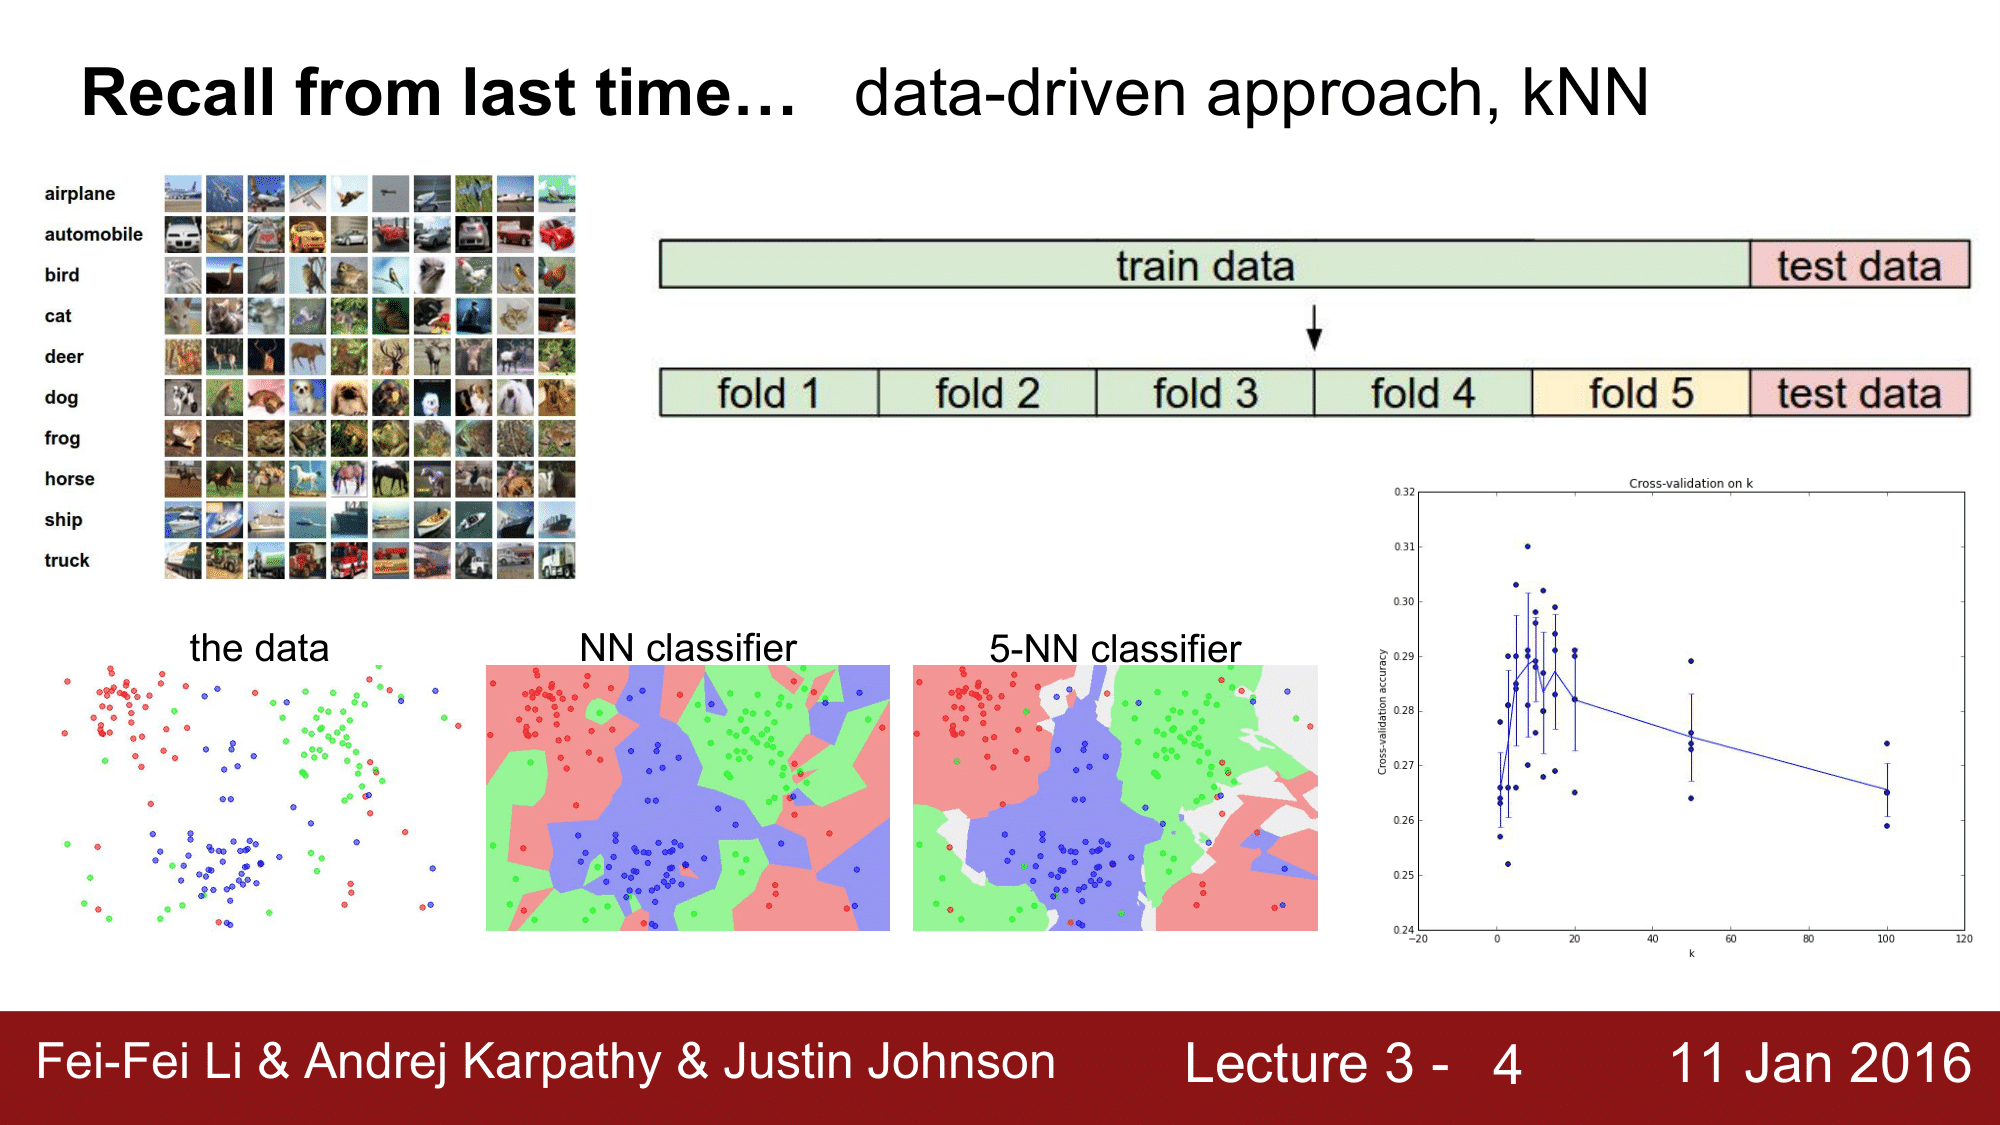 Recall from last time… data-driven approach, kNN
airplane
automobile
bird
cat
deer
dog
frog
horse
ship
truck
train data test data
fold 1 fold 2 fold 3 fold 4 fold 5 test data
the data
NN classifier
5-NN classifier
Cross-validation on k
Cross-validation accuracy
0.32
0.31
0.30
0.29
0.28
0.27
0.26
0.25
0.24
−20 0 20 40 60 80 100 120
k
Fei-Fei Li & Andrej Karpathy & Justin Johnson Lecture 3 - 4 11 Jan 2016